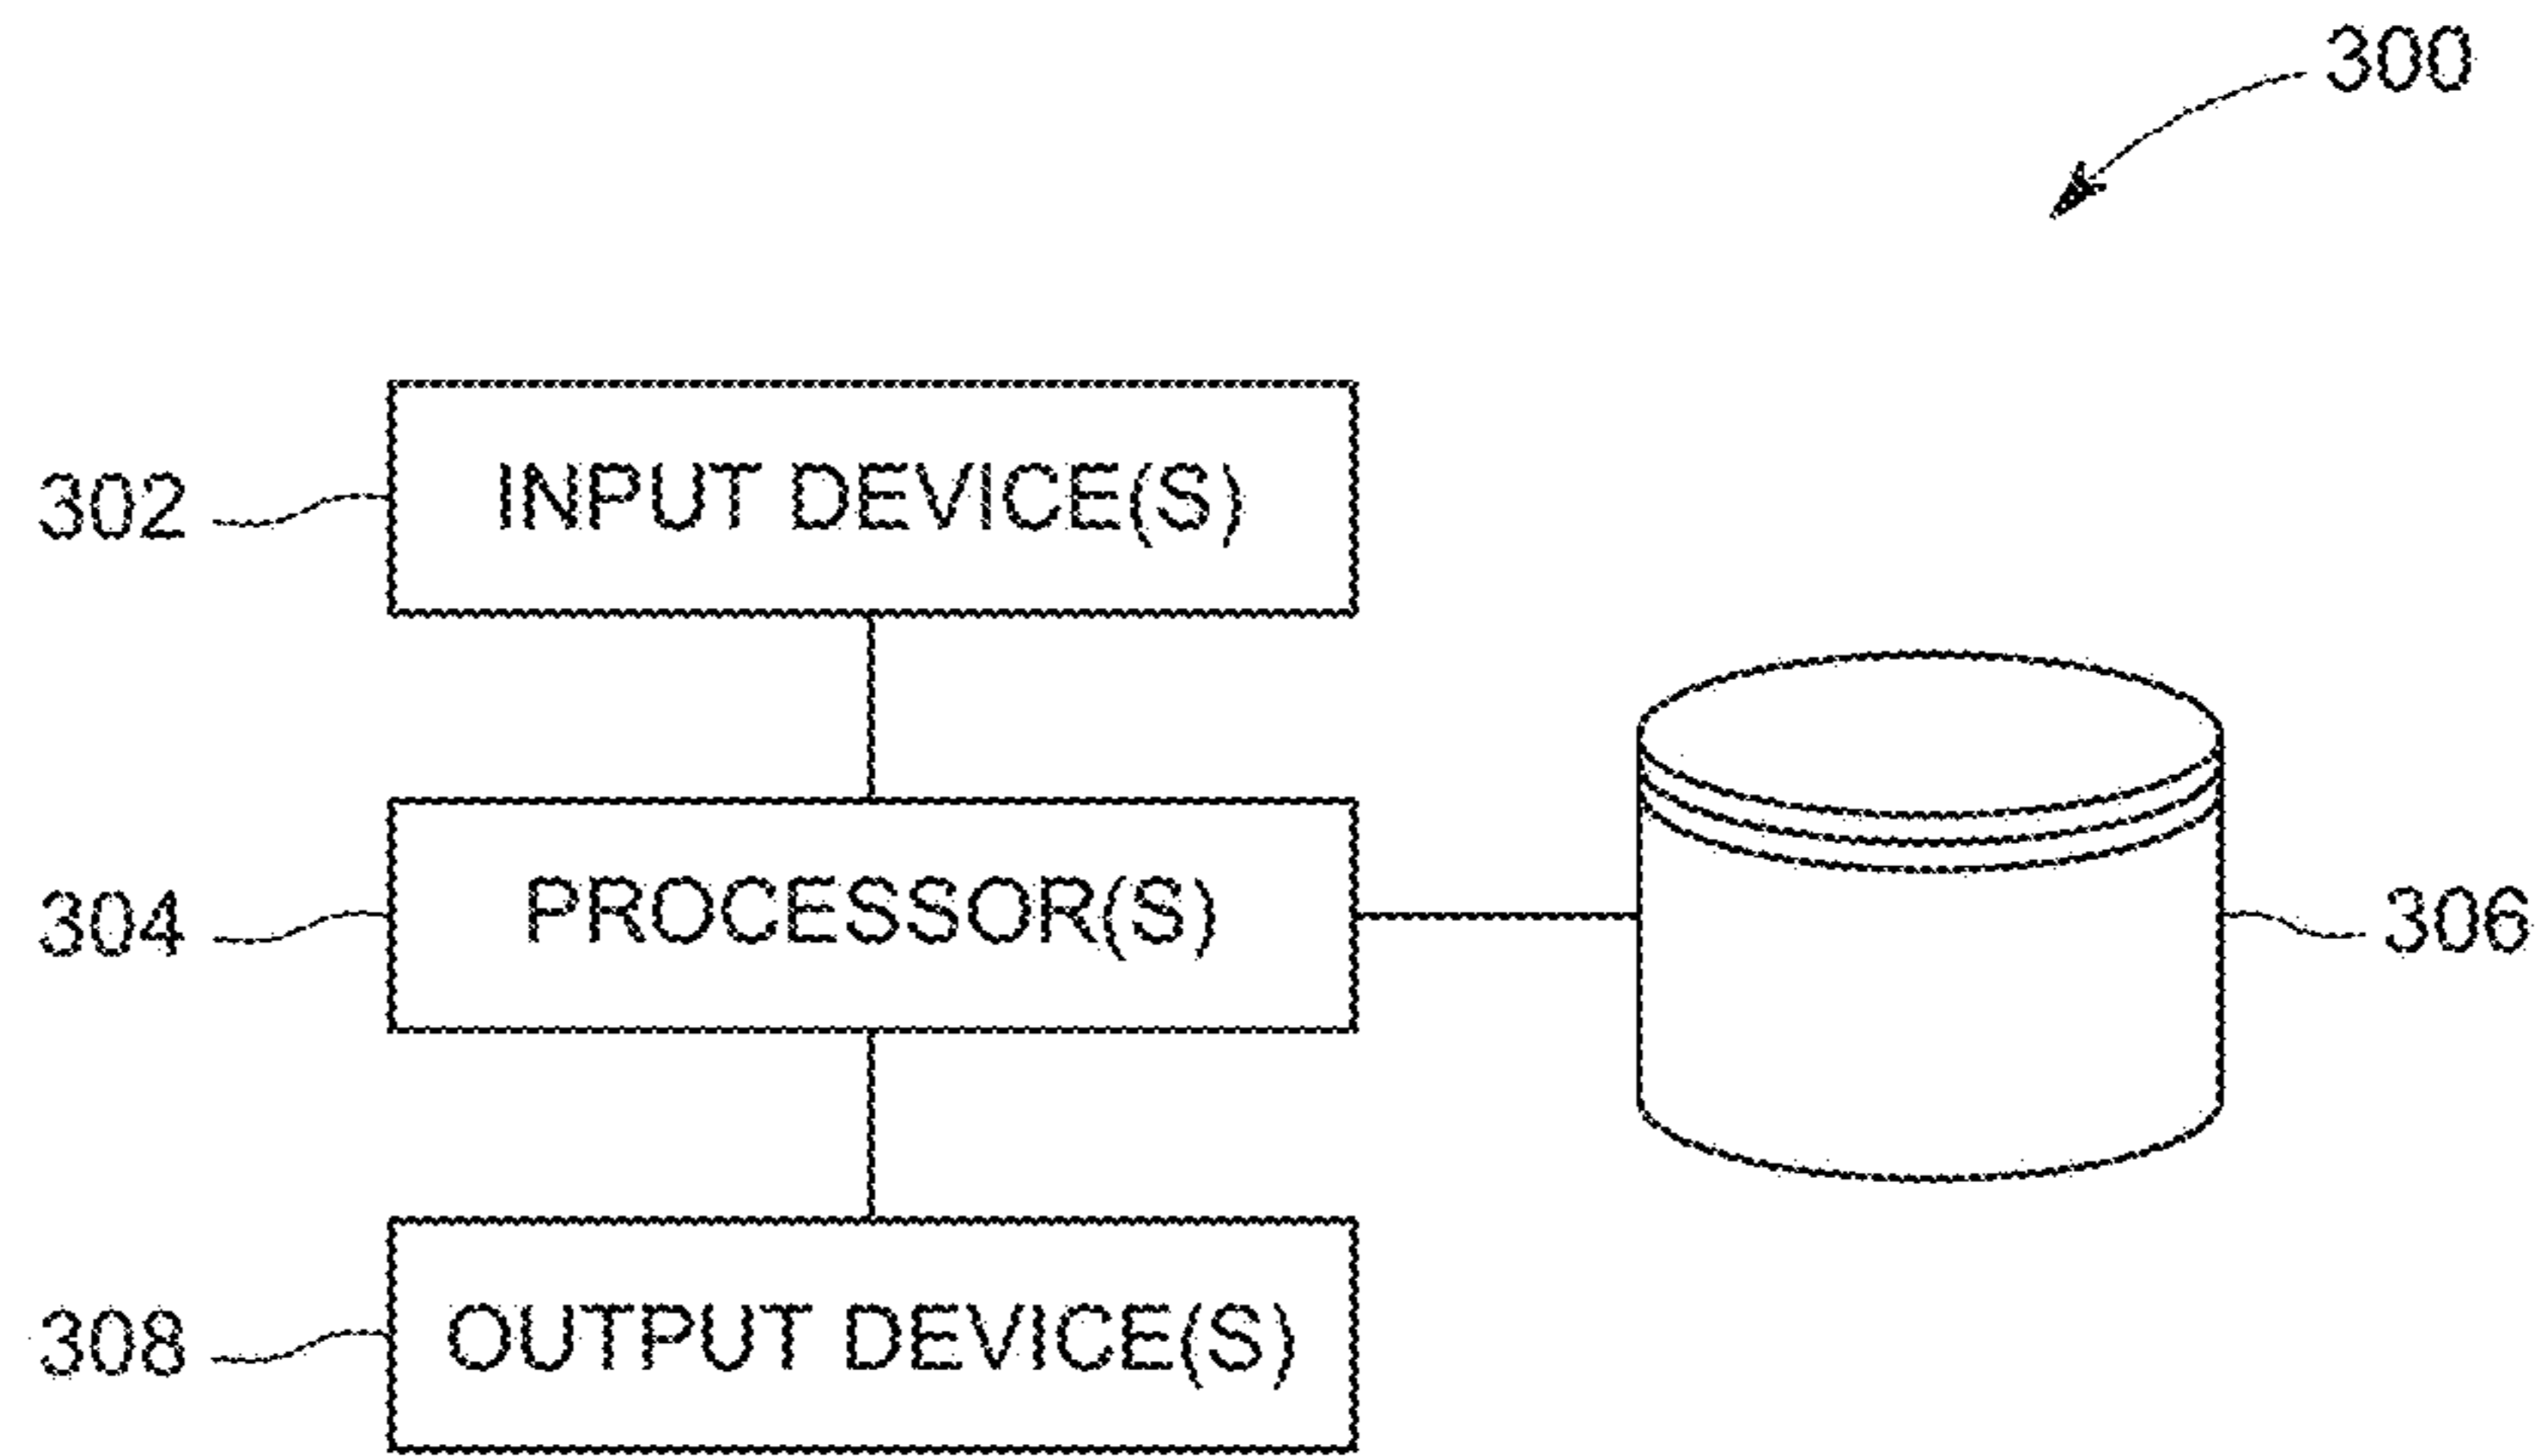 300
302 INPUT DEVICE(S)
304 PROCESSOR(S) 306
308 OUTPUT DEVICE(S)